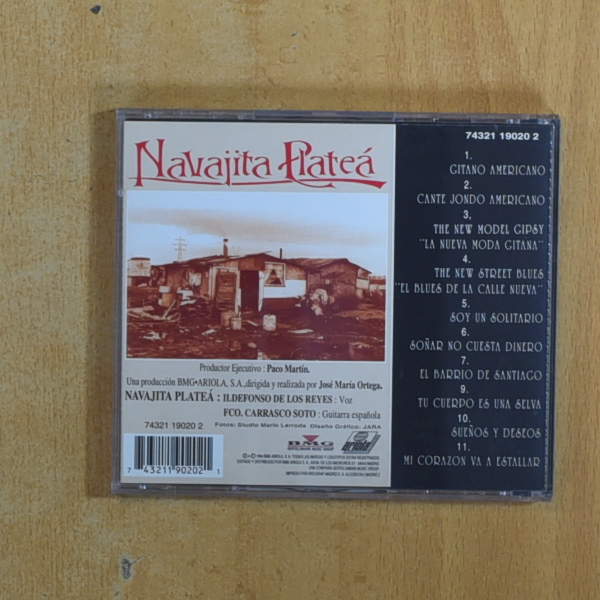 Navajita Plateá
Productor Ejecutivo : Paco Martín.
Una producción BMG•ARIOLA, S.A., dirigida y realizada por José María Ortega.
NAVAJITA PLATEÁ : ILDEFONSO DE LOS REYES : Voz
FCO. CARRASCO SOTO : Guitarra española
Fotos: Studio Mario Larrode Diseño Gráfico: JARA
74321 19020 2
7 43211 90202 1
BMG
ariola
74321 19020 2
1.
GITANO AMERICANO
2.
CANTE JONDO AMERICANO
3,
THE NEW MODEL GIPSY
"LA NUEVA MODA GITANA"
4.
THE NEW STREET BLUES
"EL BLUES DE LA CALLE NUEVA"
5.
SOY UN SOLITARIO
6.
SOÑAR NO CUESTA DINERO
7.
EL BARRIO DE SANTIAGO
9.
TU CUERPO ES UNA SELVA
10.
SUEÑOS Y DESEOS
11.
MI CORAZON VA A ESTALLAR